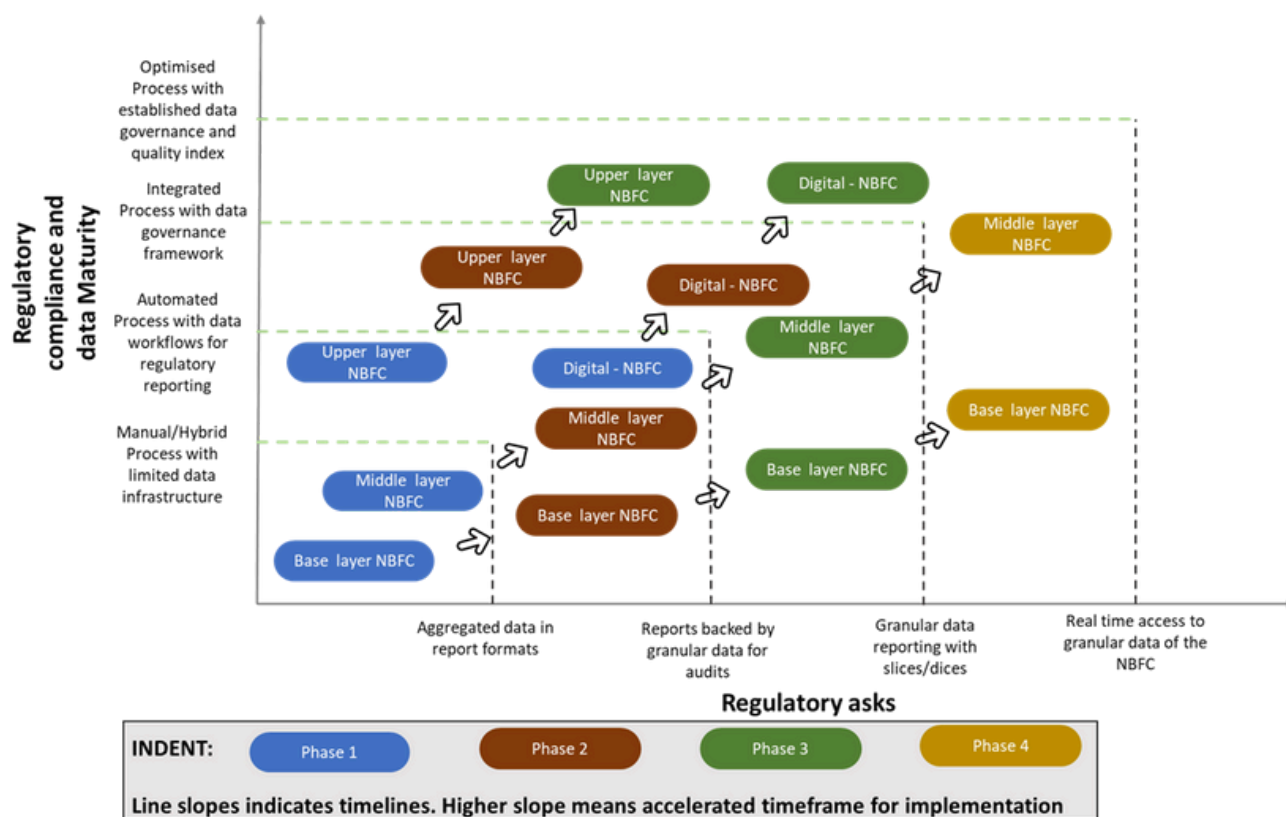 Optimised
Process with
established data
governance and
quality index
Integrated
Process with data
governance
framework
Automated
Process with data
workflows for
regulatory
reporting
Manual/Hybrid
Process with
limited data
infrastructure
Regulatory
compliance and
data Maturity
Upper layer
NBFC
Digital - NBFC
Middle layer
NBFC
Upper layer
NBFC
Digital - NBFC
Middle layer
NBFC
Upper layer
NBFC
Digital - NBFC
Base layer NBFC
Middle layer
NBFC
Base layer NBFC
Middle layer
NBFC
Base layer NBFC
Base layer NBFC
Aggregated data in
report formats
Reports backed by
granular data for
audits
Granular data
reporting with
slices/dices
Real time access to
granular data of the
NBFC
Regulatory asks
INDENT:
Phase 1
Phase 2
Phase 3
Phase 4
Line slopes indicates timelines. Higher slope means accelerated timeframe for implementation